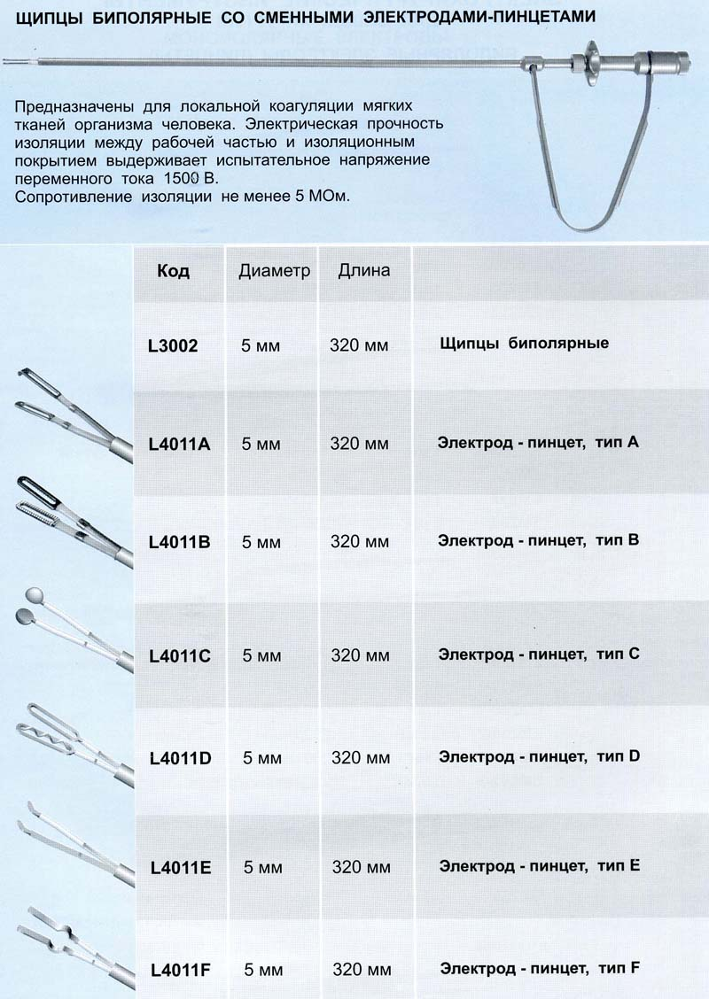 ЩИПЦЫ БИПОЛЯРНЫЕ СО СМЕННЫМИ ЭЛЕКТРОДАМИ-ПИНЦЕТАМИ
Предназначены для локальной коагуляции мягких
тканей организма человека. Электрическая прочность
изоляции между рабочей частью и изоляционным
покрытием выдерживает испытательное напряжение
переменного тока 1500 В.
Сопротивление изоляции не менее 5 МОм.
Код Диаметр Длина
L3002 5 мм 320 мм Щипцы биполярные
L4011A 5 мм 320 мм Электрод - пинцет, тип A
L4011B 5 мм 320 мм Электрод - пинцет, тип B
L4011C 5 мм 320 мм Электрод - пинцет, тип C
L4011D 5 мм 320 мм Электрод - пинцет, тип D
L4011E 5 мм 320 мм Электрод - пинцет, тип E
L4011F 5 мм 320 мм Электрод - пинцет, тип F